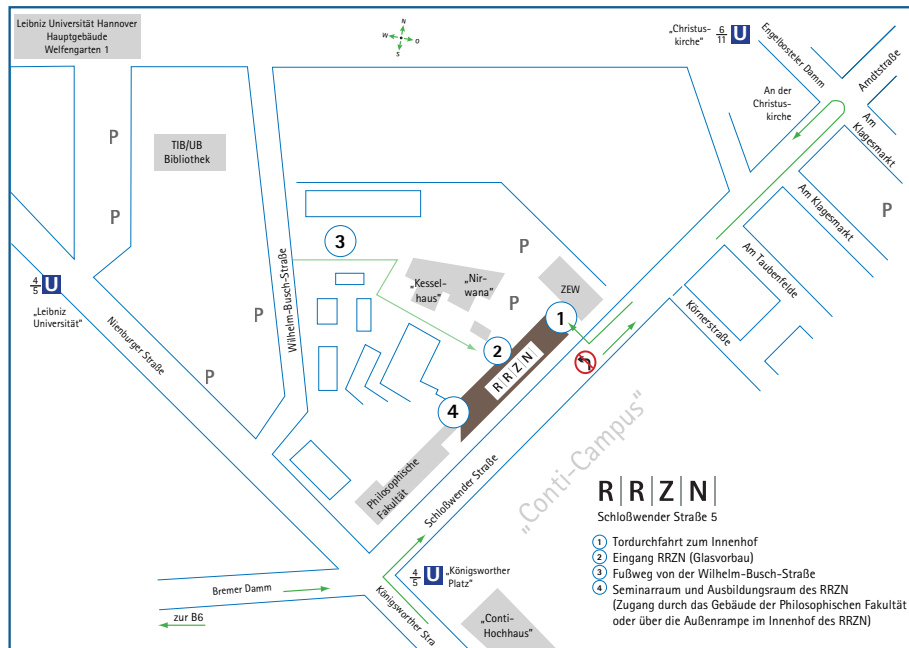 Leibniz Universität Hannover
Hauptgebäude
Welfengarten 1
N
W
O
S
„Christus-
kirche"
6
11
U
Engelbosteler Damm
Arndtstraße
An der
Christus-
kirche
Am
Klagesmarkt
P
TIB/UB
Bibliothek
P
Am Klagesmarkt
P
3
P
4
5
U
„Leibniz
Universität"
Nienburger Straße
Wilhelm-Busch-Straße
P
P
„Kessel-
haus"
„Nir-
wana"
P
ZEW
Am Taubenfelde
Körnerstraße
1
2
R R Z N
4
Philosophische
Fakultät
Schloßwender Straße
„Conti-Campus"
R R Z N
Schloßwender Straße 5
1 Tordurchfahrt zum Innenhof
2 Eingang RRZN (Glasvorbau)
3 Fußweg von der Wilhelm-Busch-Straße
4 Seminarraum und Ausbildungsraum des RRZN
(Zugang durch das Gebäude der Philosophischen Fakultät
oder über die Außenrampe im Innenhof des RRZN)
4
5
U
„Königsworther
Platz"
Bremer Damm
zur B6
Königsworther Stra
„Conti-
Hochhaus"